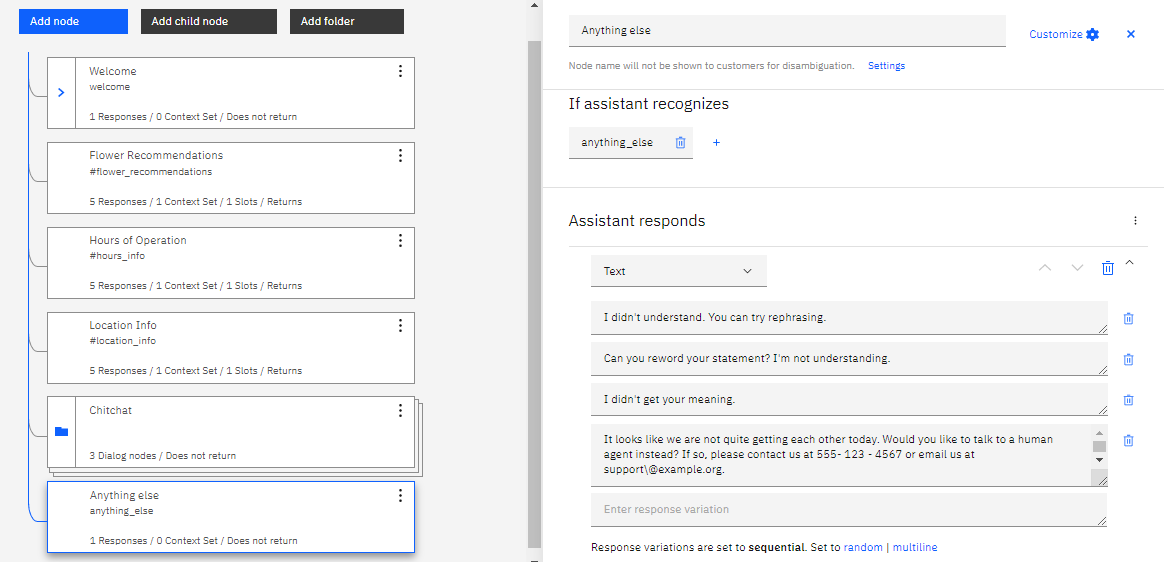 Add node
Add child node
Add folder
Welcome
welcome
1 Responses / 0 Context Set / Does not return
Flower Recommendations
#flower_recommendations
5 Responses / 1 Context Set / 1 Slots / Returns
Hours of Operation
#hours_info
5 Responses / 1 Context Set / 1 Slots / Returns
Location Info
#location_info
5 Responses / 1 Context Set / 1 Slots / Returns
Chitchat
3 Dialog nodes / Does not return
Anything else
anything_else
1 Responses / 0 Context Set / Does not return
Anything else
Customize
Node name will not be shown to customers for disambiguation. Settings
If assistant recognizes
anything_else
Assistant responds
Text
I didn't understand. You can try rephrasing.
Can you reword your statement? I'm not understanding.
I didn't get your meaning.
It looks like we are not quite getting each other today. Would you like to talk to a human
agent instead? If so, please contact us at 555- 123 - 4567 or email us at
support\@example.org.
Enter response variation
Response variations are set to sequential. Set to random | multiline